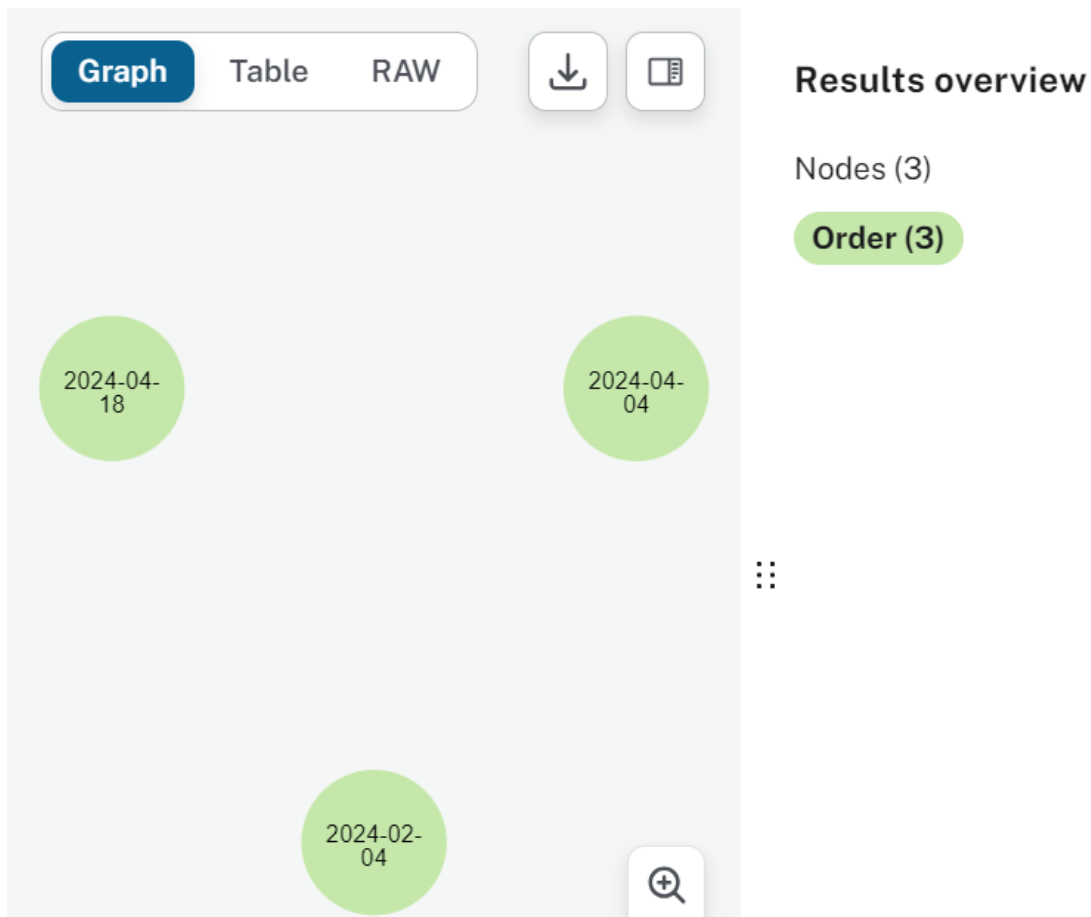 Graph Table RAW
Results overview
Nodes (3)
Order (3)
2024-04-
18
2024-04-
04
2024-02-
04